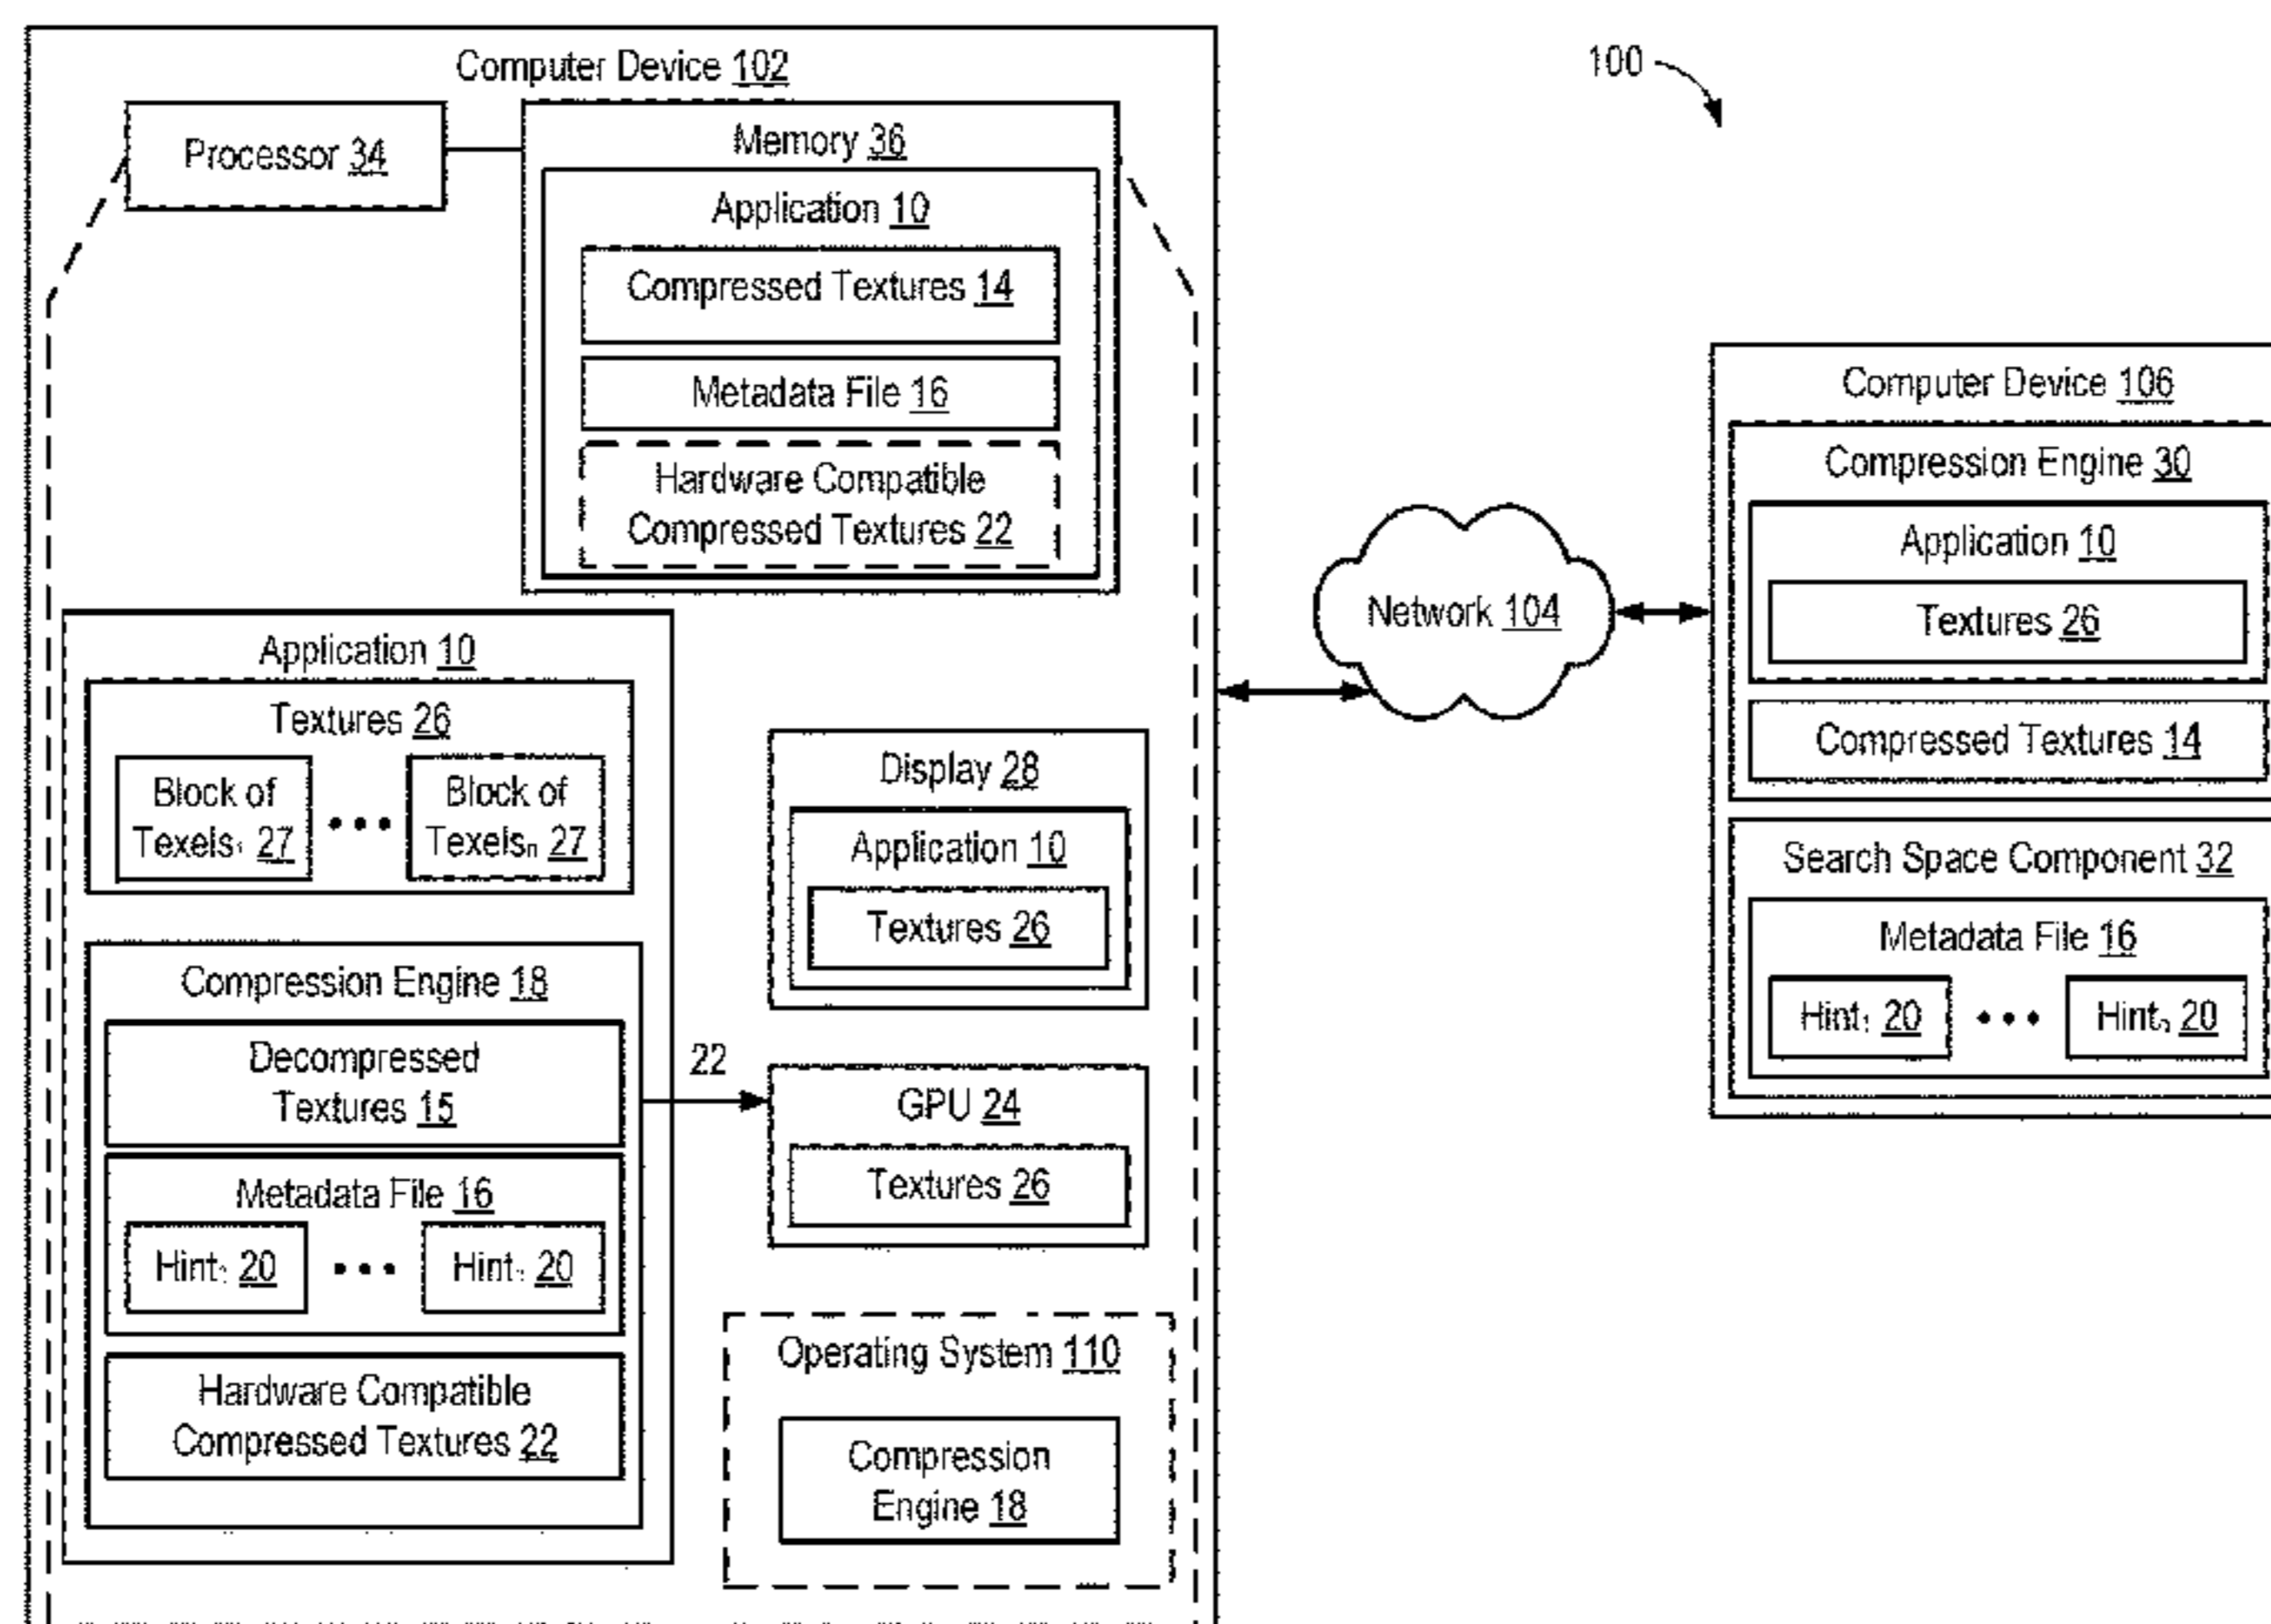 Computer Device 102
100
Processor 34
Memory 36
Application 10
Compressed Textures 14
Metadata File 16
Hardware Compatible
Compressed Textures 22
Application 10
Textures 26
Block of
Texels₁ 27
•••
Block of
Texelsₙ 27
Compression Engine 18
Decompressed
Textures 15
Metadata File 16
Hint 20
•••
Hint 20
Hardware Compatible
Compressed Textures 22
22
Display 28
Application 10
Textures 26
GPU 24
Textures 26
Operating System 110
Compression
Engine 18
Network 104
Computer Device 106
Compression Engine 30
Application 10
Textures 26
Compressed Textures 14
Search Space Component 32
Metadata File 16
Hint₁ 20
•••
Hintₙ 20